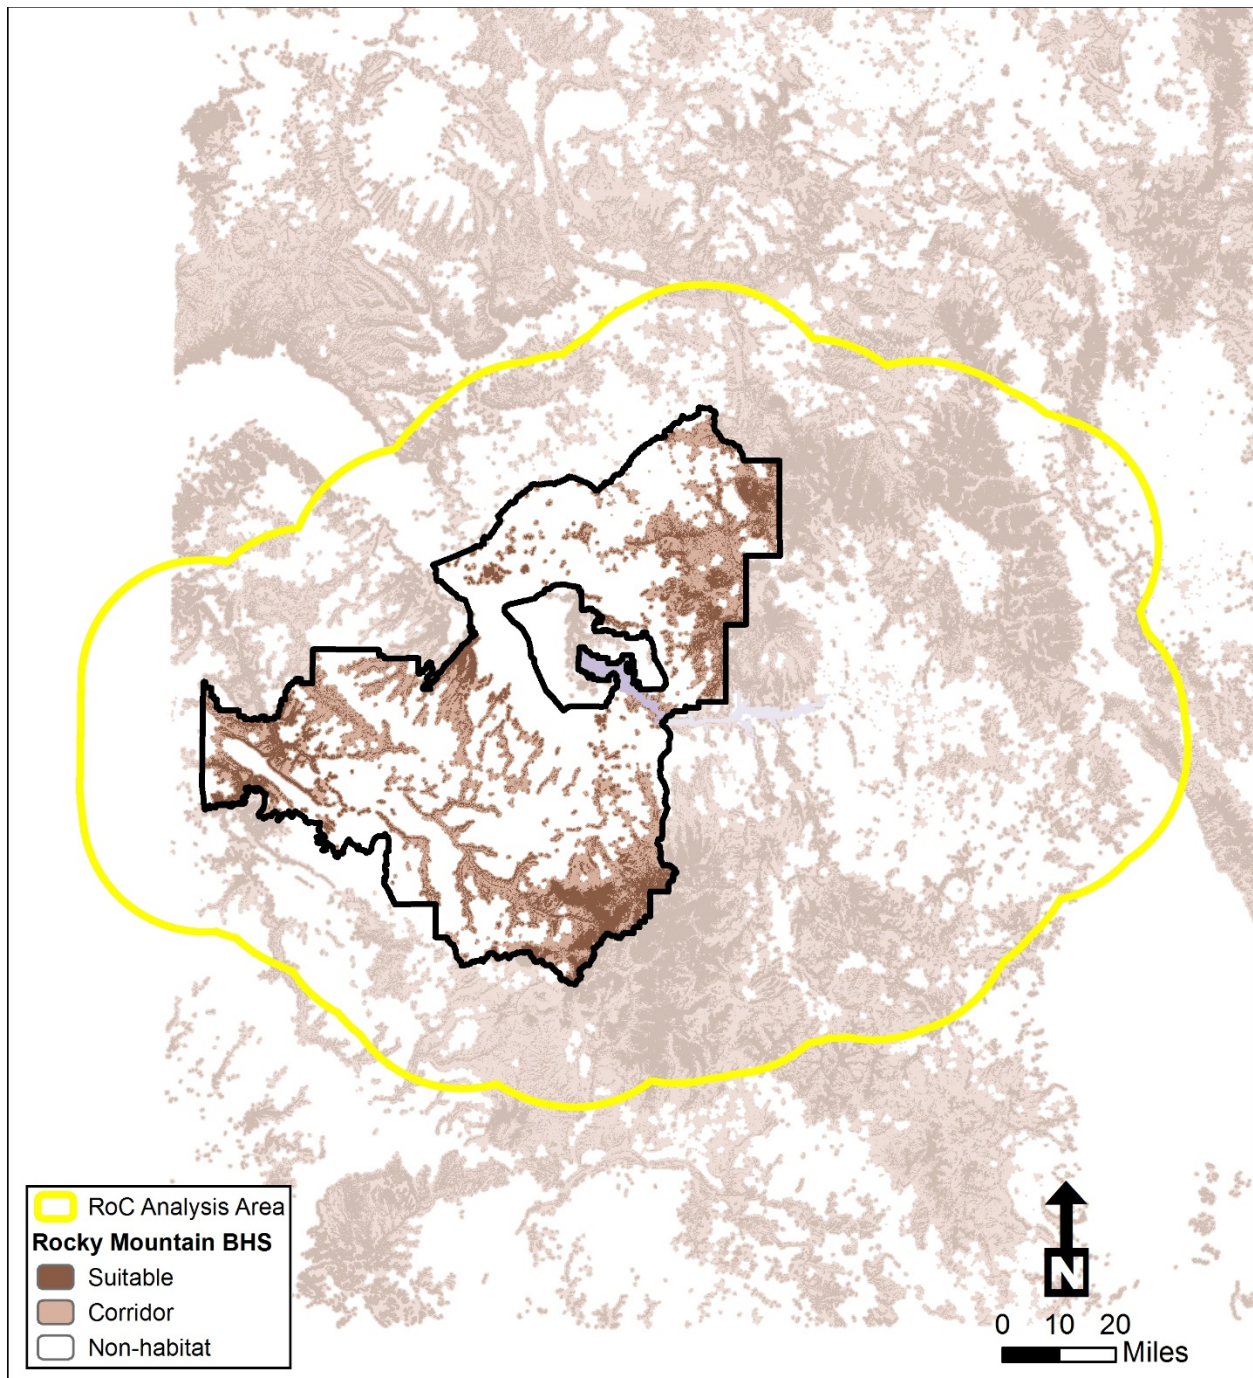 RoC Analysis Area
Rocky Mountain BHS
Suitable
Corridor
Non-habitat
N
0 10 20
Miles